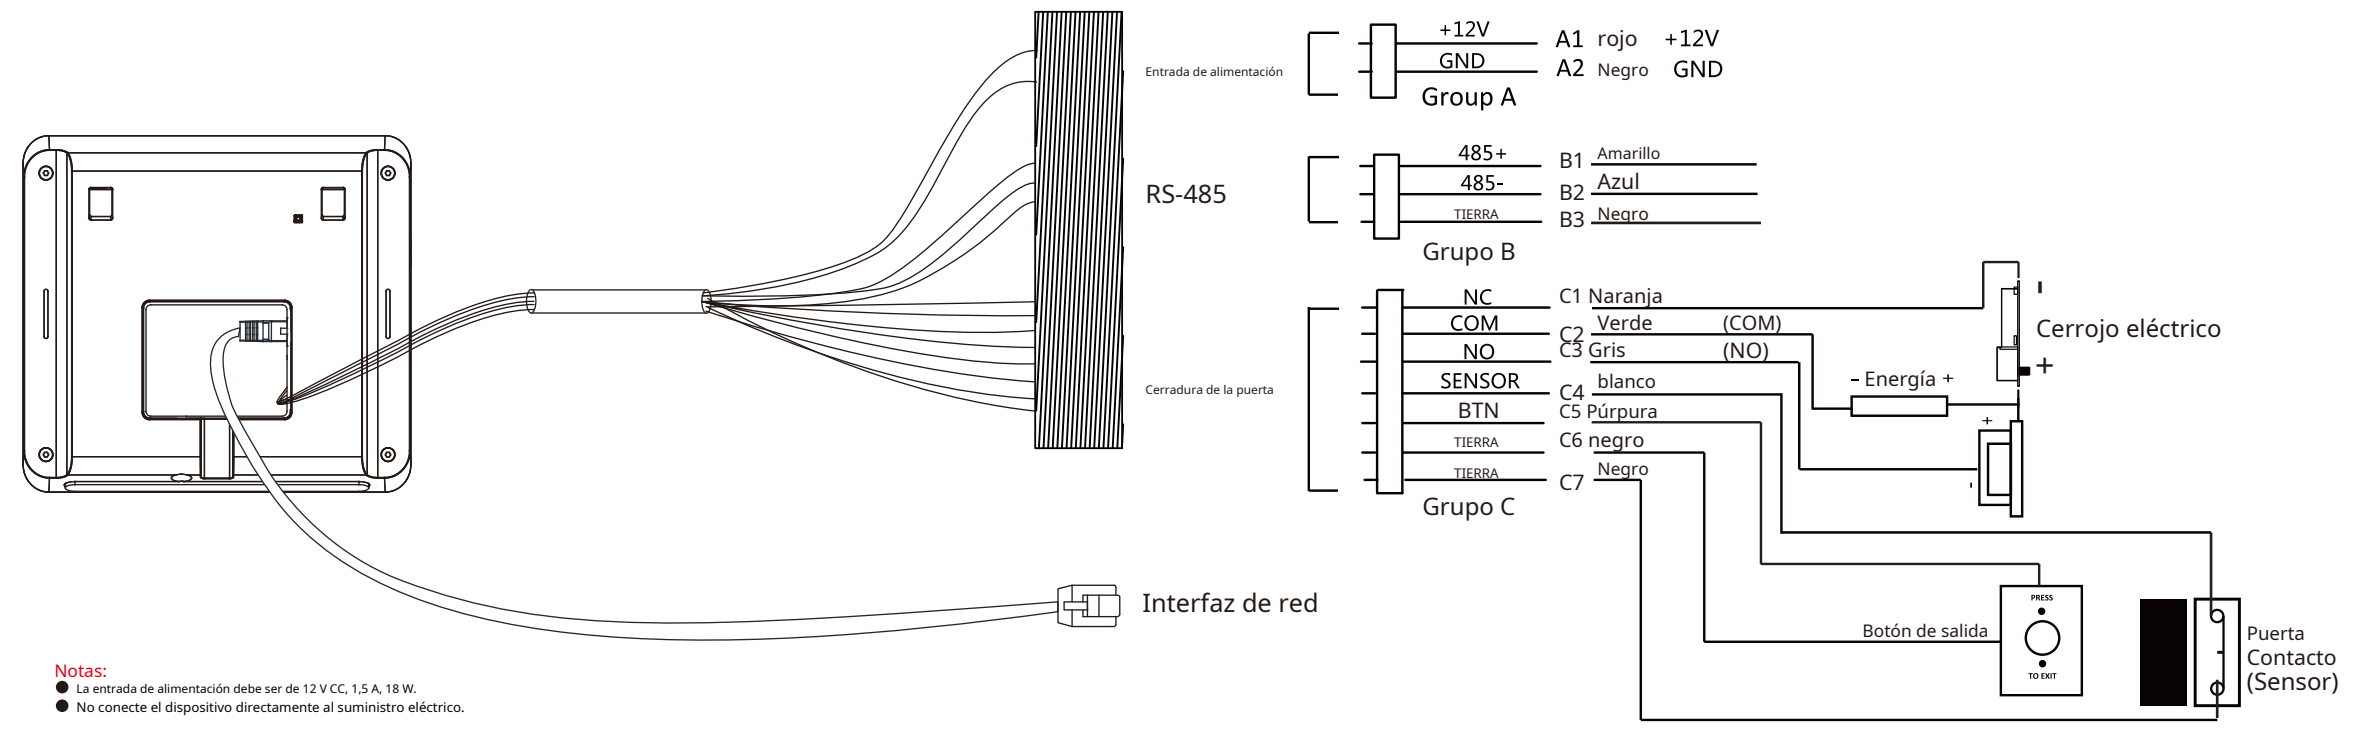 Entrada de alimentación
+12V
GND
Group A
A1 rojo +12V
A2 Negro GND
RS-485
485+
485-
TIERRA
Grupo B
B1 Amarillo
B2 Azul
B3 Negro
Cerradura de la puerta
NC
COM
NO
SENSOR
BTN
TIERRA
TIERRA
Grupo C
C1 Naranja
C2 Verde (COM)
C3 Gris (NO)
C4 blanco
C5 Púrpura
C6 negro
C7 Negro
-
Cerrojo eléctrico
+
- Energía +
+
-
Botón de salida
PRESS
TO EXIT
Puerta
Contacto
(Sensor)
Interfaz de red
Notas:
● La entrada de alimentación debe ser de 12 V CC, 1,5 A, 18 W.
● No conecte el dispositivo directamente al suministro eléctrico.